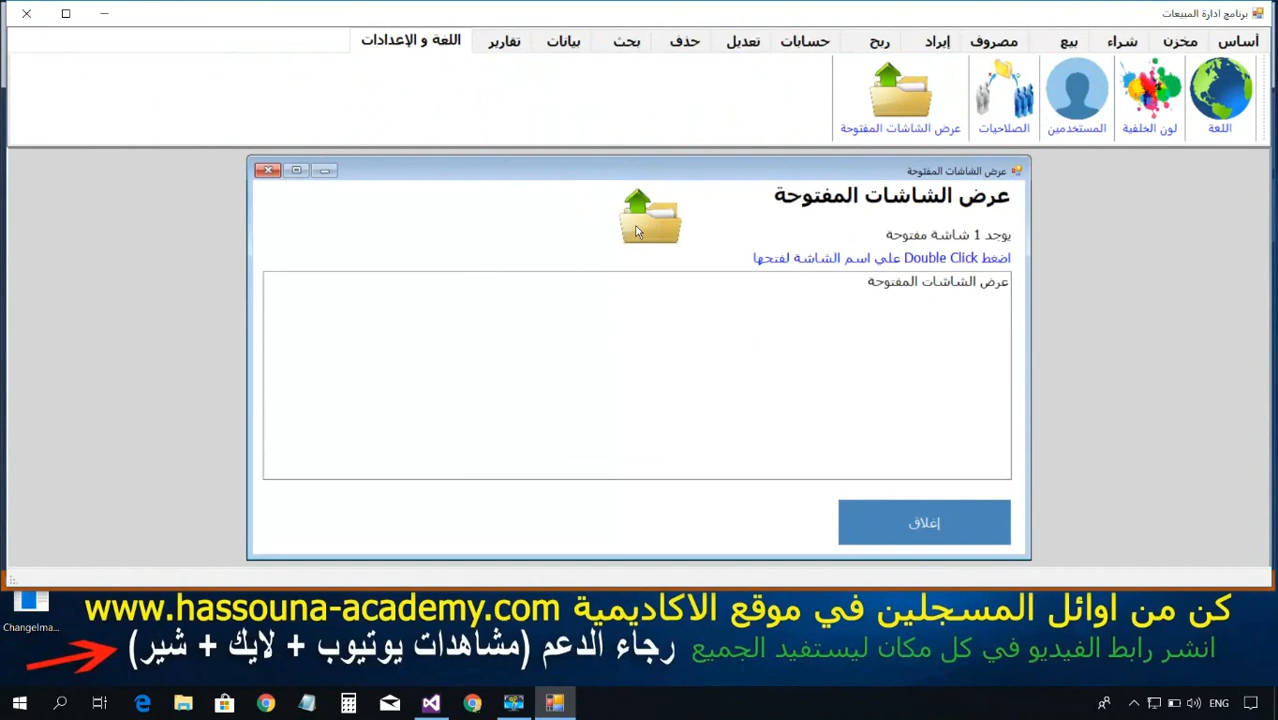 برنامج ادارة المبيعات
أساس مخزن شراء بيع مصروف إيراد ربح حسابات تعديل حذف بحث بيانات تقارير اللغة و الإعدادات
اللغة لون الخلفية المستخدمين الصلاحيات عرض الشاشات المفتوحة
عرض الشاشات المفتوحة
عرض الشاشات المفتوحة
يوجد 1 شاشة مفتوحة
اضغط Double Click علي اسم الشاشة لفتحها
عرض الشاشات المفتوحة
إغلاق
كن من اوائل المسجلين في موقع الاكاديمية www.hassouna-academy.com
ChangeIma...
انشر رابط الفيديو في كل مكان ليستفيد الجميع رجاء الدعم (مشاهدات يوتيوب + لايك + شير)
ENG